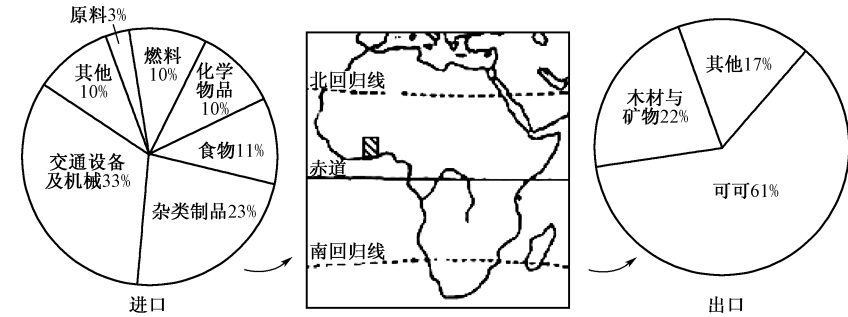 原料3%
燃料
10%
化学
物品
10%
其他
10%
食物11%
交通设备
及机械33%
杂类制品23%
进口
北回归线
赤道
南回归线
其他17%
木材与
矿物22%
可可61%
出口